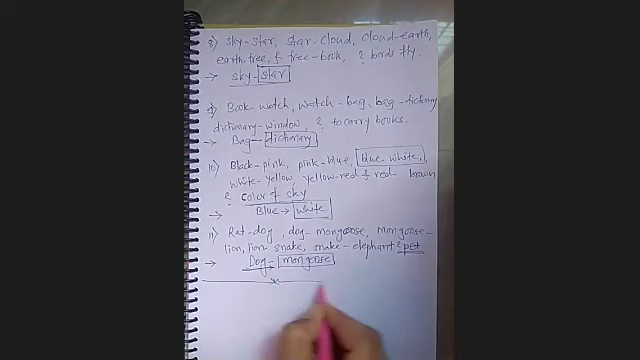 8) sky-star, star-cloud, cloud-earth,
earth-tree, & tree-book, ? birds fly.
→ sky- star
9) Book-watch, watch-bag, bag-dictionary
dictionary-window, ? to carry books.
→ Bag- dictionary
10) Black-pink, pink-blue, blue-white,
white-yellow, yellow-red & red- brown
? color of sky
→ Blue → white
11) Rat-dog, dog-mongoose, mongoose-
lion, lion snake, snake-elephant ? pet
→ Dog- mongoose